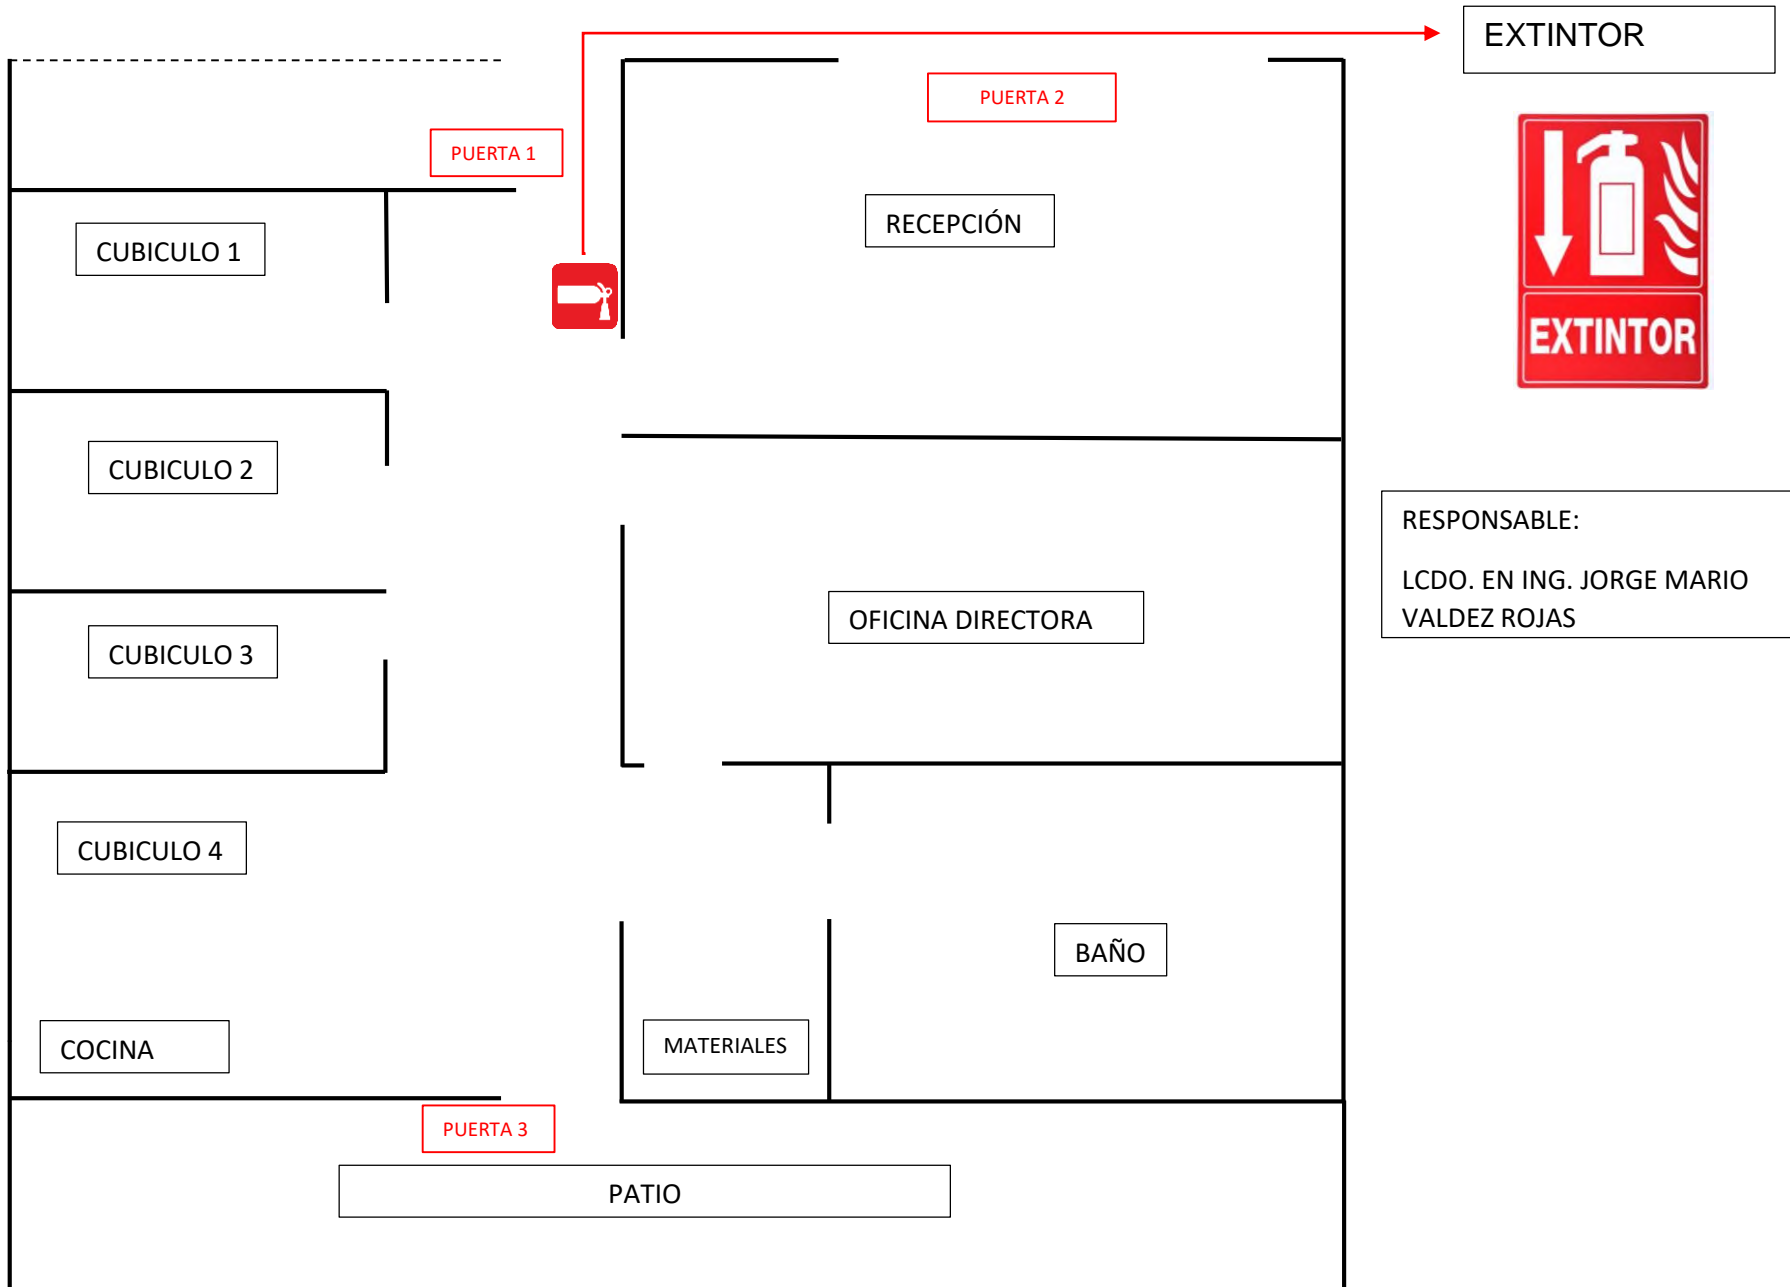 EXTINTOR
PUERTA 2
PUERTA 1
RECEPCIÓN
CUBICULO 1
EXTINTOR
CUBICULO 2
RESPONSABLE:
LCDO. EN ING. JORGE MARIO
VALDEZ ROJAS
OFICINA DIRECTORA
CUBICULO 3
CUBICULO 4
BAÑO
COCINA
MATERIALES
PUERTA 3
PATIO